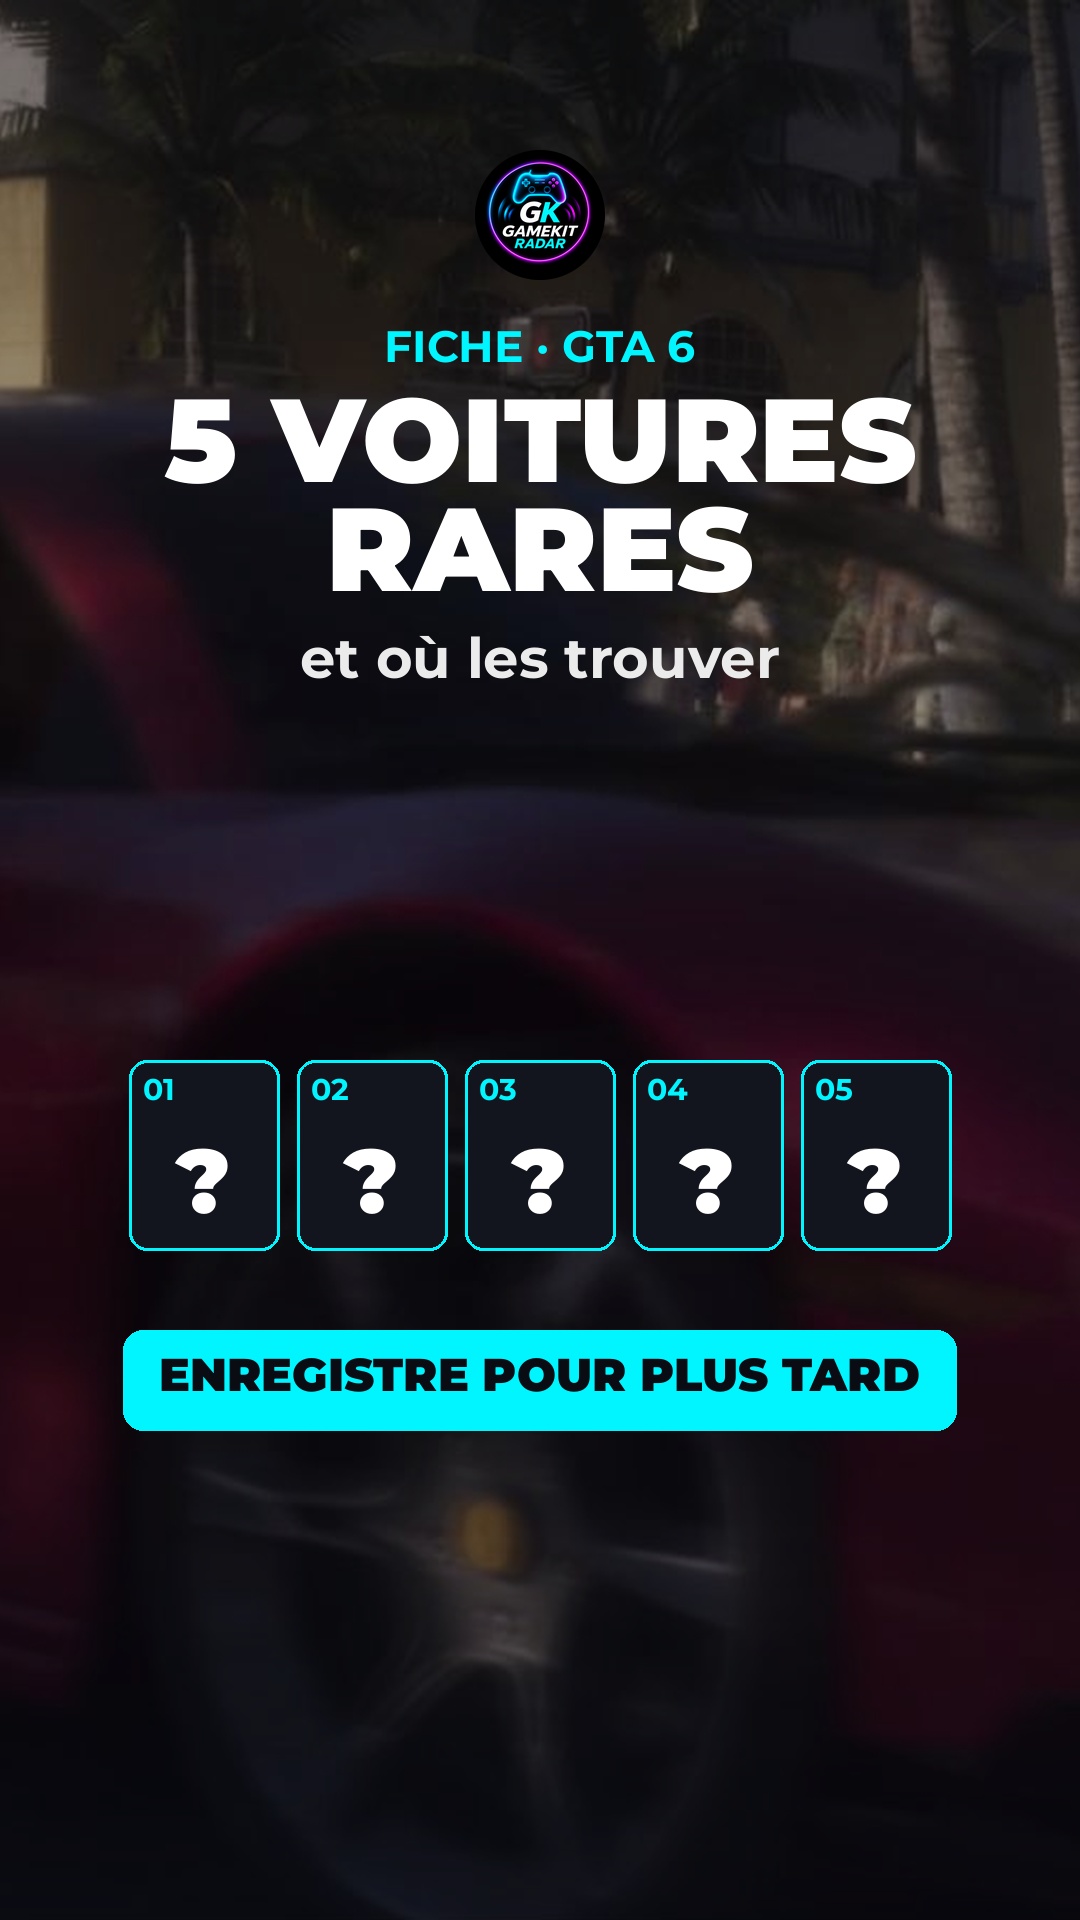 GK
GAMEKIT
RADAR
FICHE · GTA 6
5 VOITURES
RARES
et où les trouver
01 02 03 04 05
? ? ? ? ?
ENREGISTRE POUR PLUS TARD